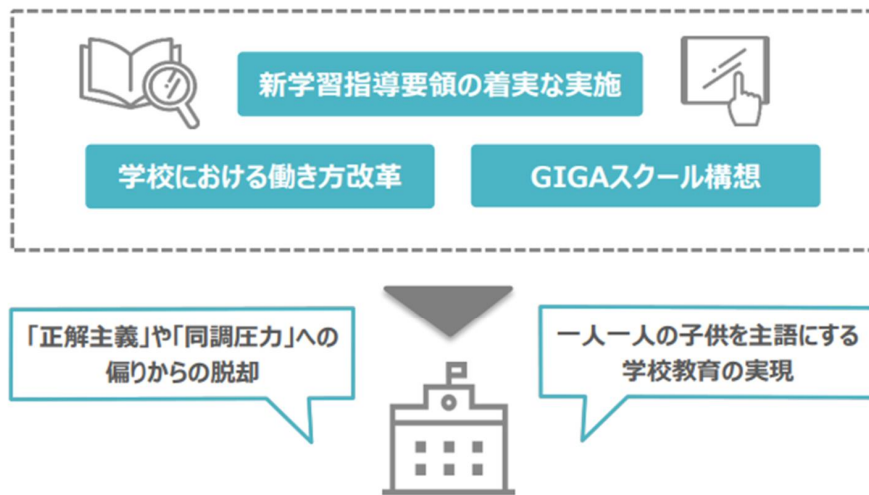 新学習指導要領の着実な実施
学校における働き方改革
GIGAスクール構想
「正解主義」や「同調圧力」への
偏りからの脱却
一人一人の子供を主語にする
学校教育の実現